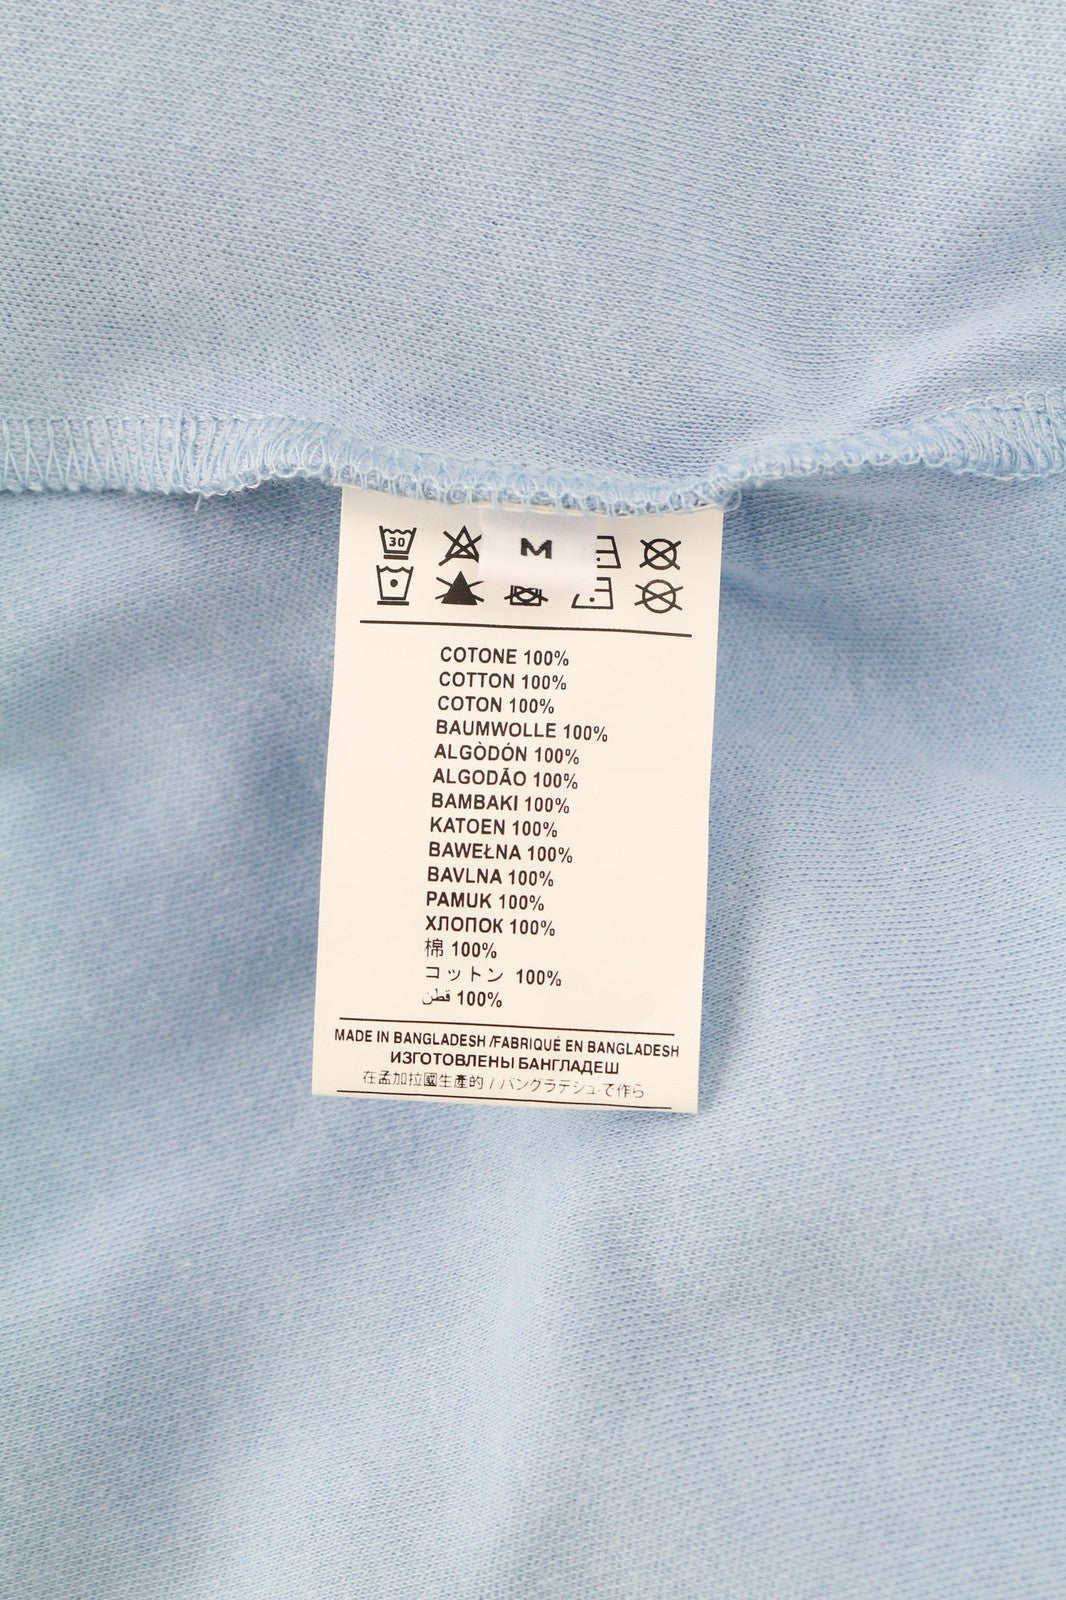 30
M
COTONE 100%
COTTON 100%
COTON 100%
BAUMWOLLE 100%
ALGÒDÓN 100%
ALGODÃO 100%
BAMBAKI 100%
KATOEN 100%
BAWEŁNA 100%
BAVLNA 100%
PAMUK 100%
ХЛОПОК 100%
棉 100%
コットン 100%
قطن 100%
MADE IN BANGLADESH /FABRIQUÉ EN BANGLADESH
ИЗГОТОВЛЕНЫ БАНГЛАДЕШ
在孟加拉國生產的 / バングラデシュで作ら